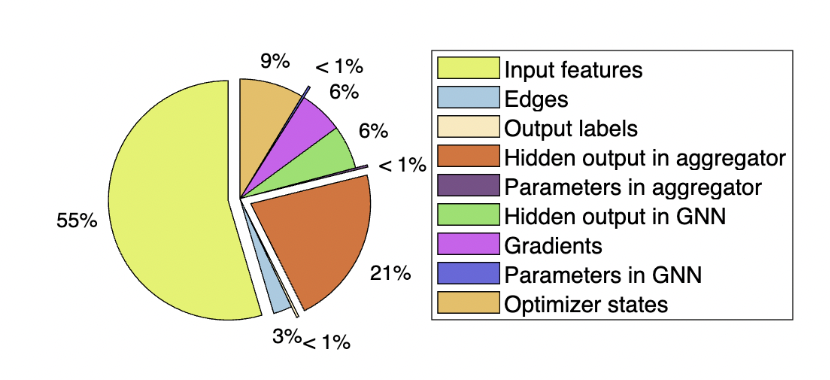 9%
< 1%
6%
6%
< 1%
55%
21%
3%
< 1%
Input features
Edges
Output labels
Hidden output in aggregator
Parameters in aggregator
Hidden output in GNN
Gradients
Parameters in GNN
Optimizer states